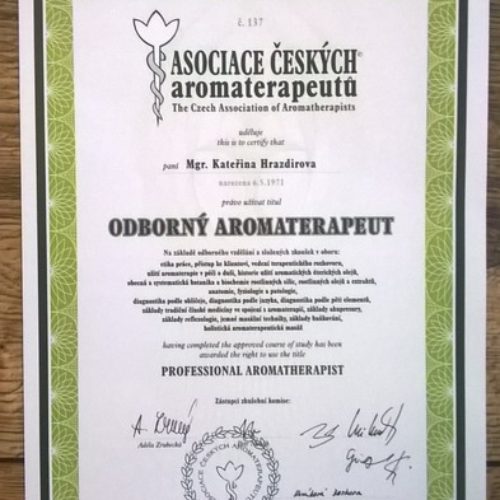 č. 137
ASOCIACE ČESKÝCH®
aromaterapeutů
The Czech Association of Aromatherapists
uděluje
this is to certify that
paní Mgr. Kateřina Hrazdirova
narozena 6.5.1971
právo užívat titul
ODBORNÝ AROMATERAPEUT
Na základě odborného vzdělání a složených zkoušek v oboru:
etika práce, přístup ke klientovi, vedení terapeutického rozhovoru,
užití aromaterapie v péči o duši, historie užití aromatických éterických olejů,
obecná a systematická botanika a biochemie rostlinných silic, rostlinných olejů a extraktů,
anatomie, fyziologie a patologie,
diagnostika podle obličeje, diagnostika podle jazyka, diagnostika podle pěti elementů,
základy tradiční čínské medicíny ve spojení s aromaterapií, základy akupresury,
základy reflexologie, jemné masážní techniky, základy baňkování,
holistická aromaterapeutická masáž
having completed the approved course of study has been
awarded the right to use the title
PROFESSIONAL AROMATHERAPIST
Zástupci zkušební komise:
Adéla Zrubecká
ASOCIACE ČESKÝCH AROMATERAPEUTŮ